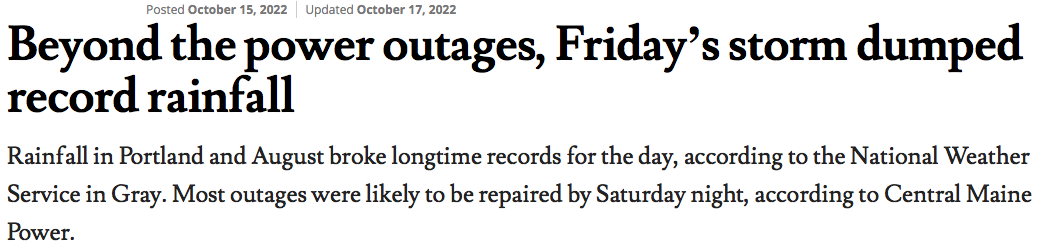 Posted October 15, 2022 | Updated October 17, 2022
Beyond the power outages, Friday’s storm dumped
record rainfall
Rainfall in Portland and August broke longtime records for the day, according to the National Weather
Service in Gray. Most outages were likely to be repaired by Saturday night, according to Central Maine
Power.